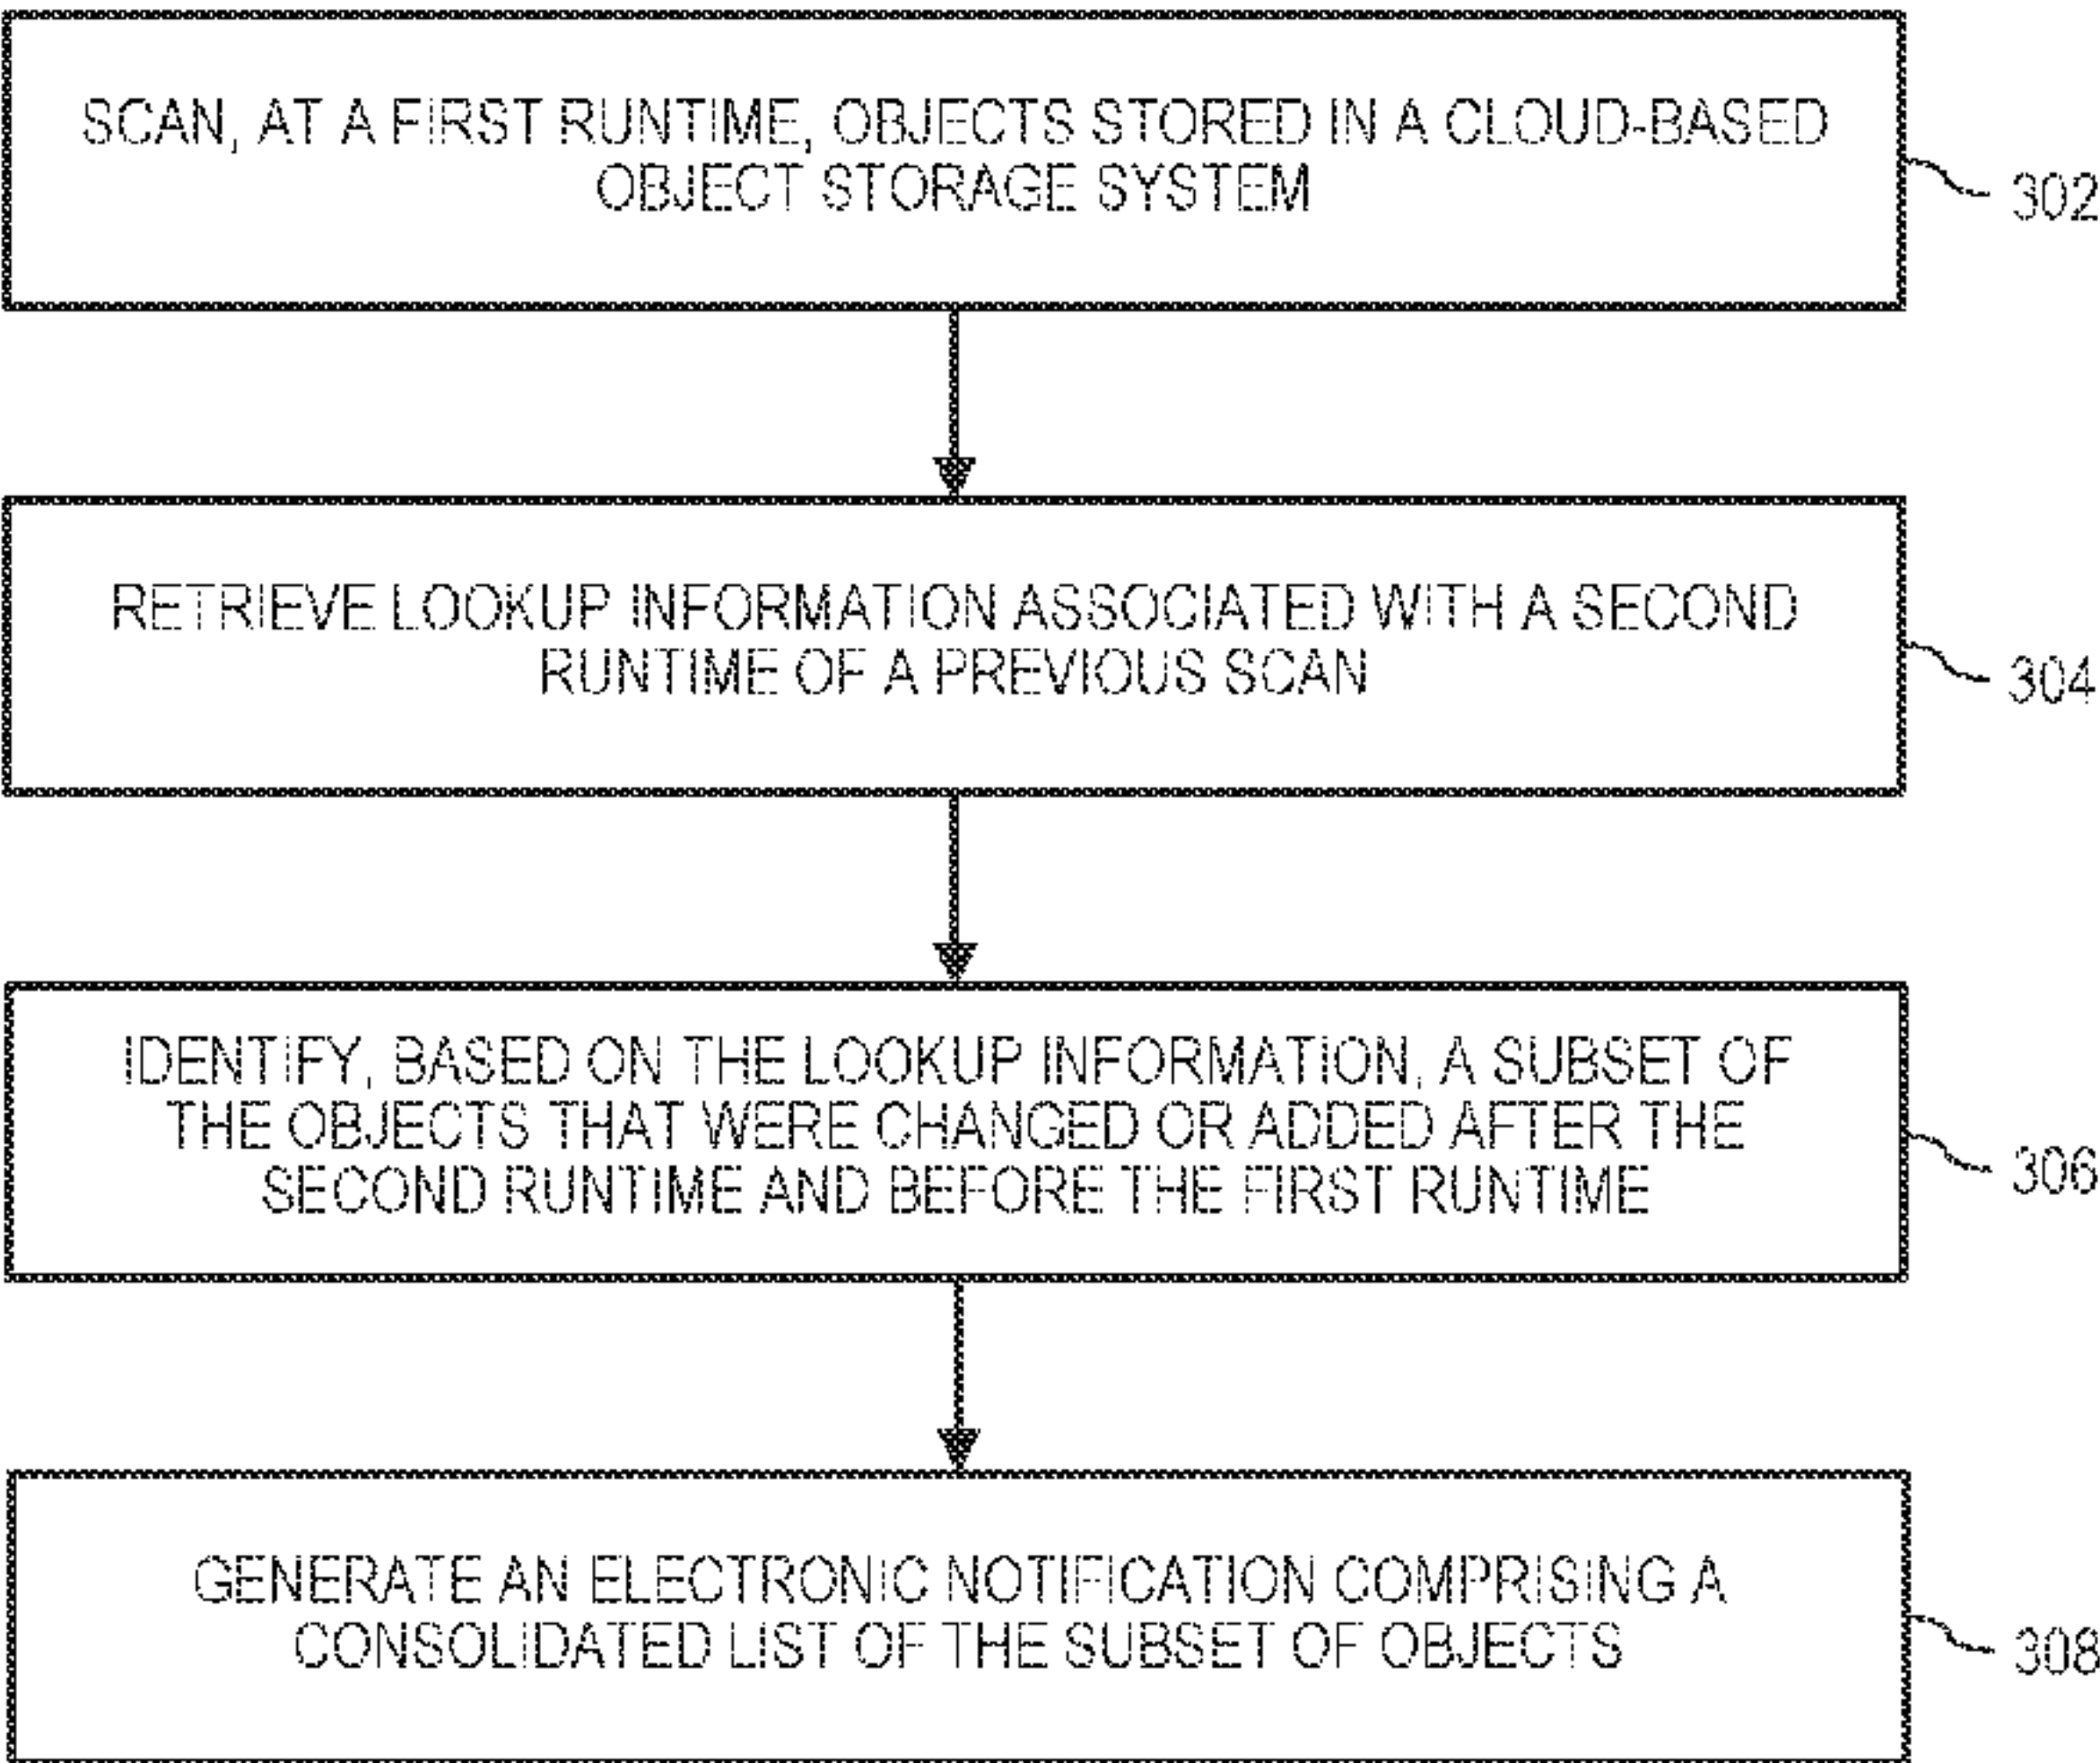 SCAN, AT A FIRST RUNTIME, OBJECTS STORED IN A CLOUD-BASED
OBJECT STORAGE SYSTEM
302
RETRIEVE LOOKUP INFORMATION ASSOCIATED WITH A SECOND
RUNTIME OF A PREVIOUS SCAN
304
IDENTIFY, BASED ON THE LOOKUP INFORMATION, A SUBSET OF
THE OBJECTS THAT WERE CHANGED OR ADDED AFTER THE
SECOND RUNTIME AND BEFORE THE FIRST RUNTIME
306
GENERATE AN ELECTRONIC NOTIFICATION COMPRISING A
CONSOLIDATED LIST OF THE SUBSET OF OBJECTS
308